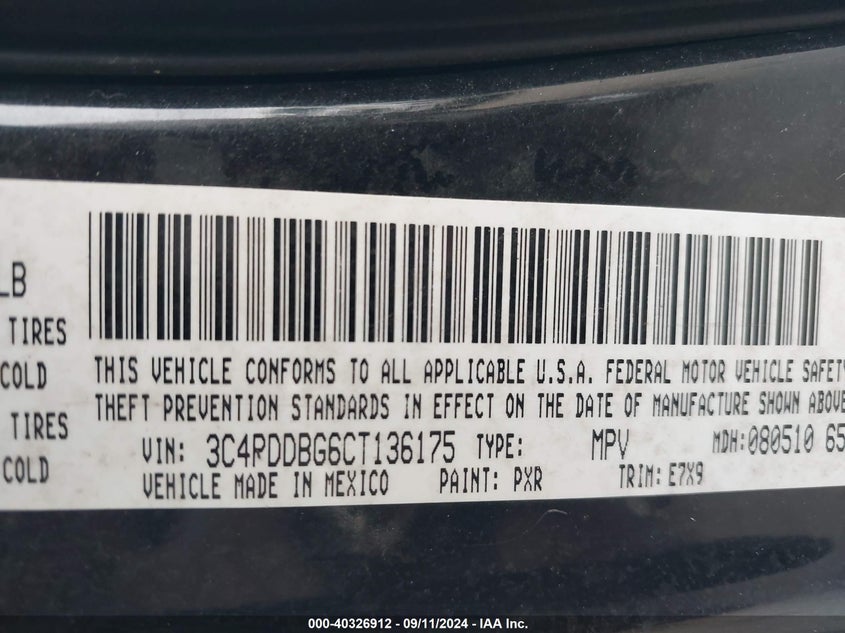 LB
TIRES
COLD
TIRES
COLD
THIS VEHICLE CONFORMS TO ALL APPLICABLE U.S.A. FEDERAL MOTOR VEHICLE SAFETY
THEFT PREVENTION STANDARDS IN EFFECT ON THE DATE OF MANUFACTURE SHOWN ABOVE
VIN: 3C4RDDBG6CT136175 TYPE: MPV MDH:080510 65
VEHICLE MADE IN MEXICO PAINT: PXR TRIM: E7X9
000-40326912 - 09/11/2024 - IAA Inc.